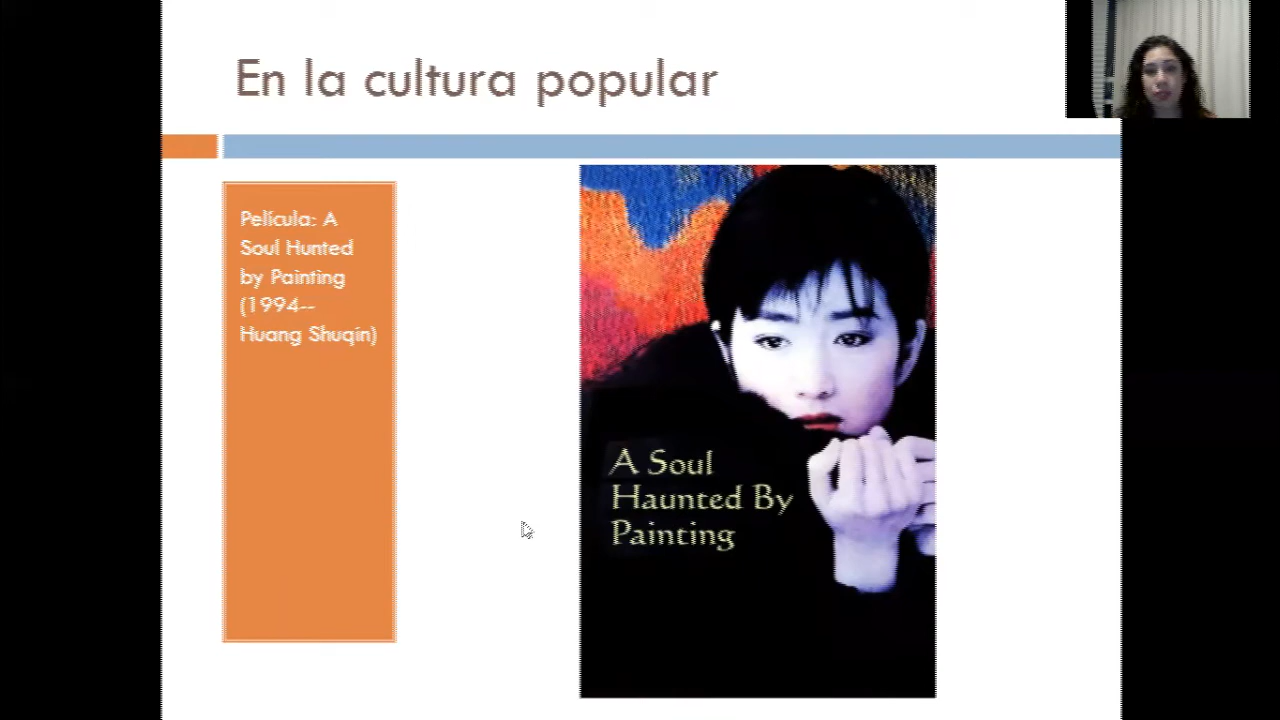 En la cultura popular
Película: A
Soul Hunted
by Painting
(1994--
Huang Shuqin)
A Soul
Haunted By
Painting